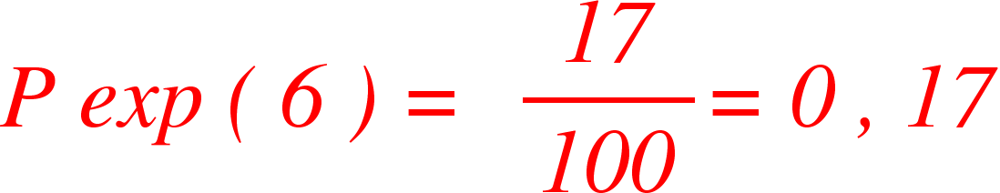 P exp ( 6 ) = 17/100 = 0 , 17